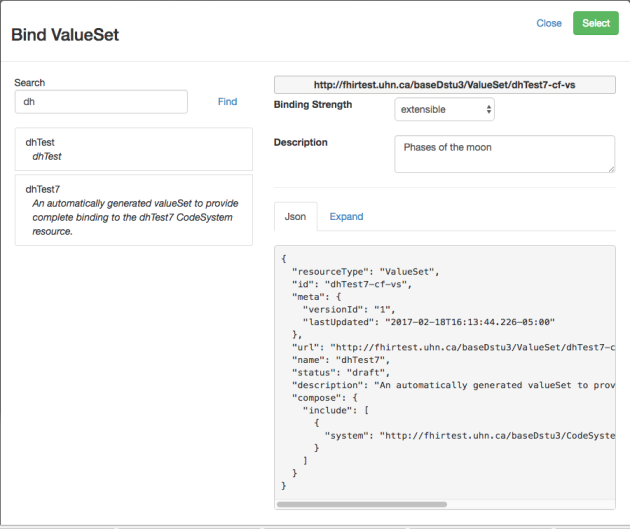 Bind ValueSet
Close
Select
Search
dh
Find
dhTest
dhTest
dhTest7
An automatically generated valueSet to provide
complete binding to the dhTest7 CodeSystem
resource.
http://fhirtest.uhn.ca/baseDstu3/ValueSet/dhTest7-cf-vs
Binding Strength
extensible
Description
Phases of the moon
Json
Expand
{
"resourceType": "ValueSet",
"id": "dhTest7-cf-vs",
"meta": {
"versionId": "1",
"lastUpdated": "2017-02-18T16:13:44.226-05:00"
},
"url": "http://fhirtest.uhn.ca/baseDstu3/ValueSet/dhTest7-c
"name": "dhTest7",
"status": "draft",
"description": "An automatically generated valueSet to prov
"compose": {
"include": [
{
"system": "http://fhirtest.uhn.ca/baseDstu3/CodeSyste
}
]
}
}